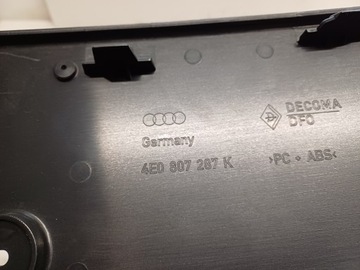 Germany
4E0 807 287 K
DECOMA
DFO
>PC + ABS<